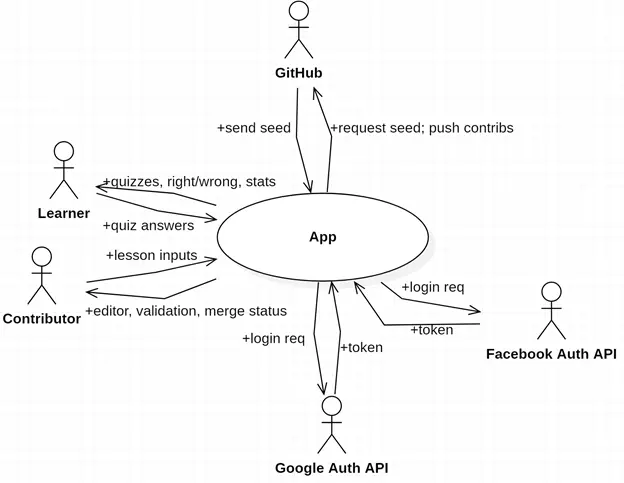 GitHub
+send seed
+request seed; push contribs
+quizzes, right/wrong, stats
Learner
+quiz answers
App
+lesson inputs
Contributor
+editor, validation, merge status
+login req
+token
Facebook Auth API
+login req
+token
Google Auth API